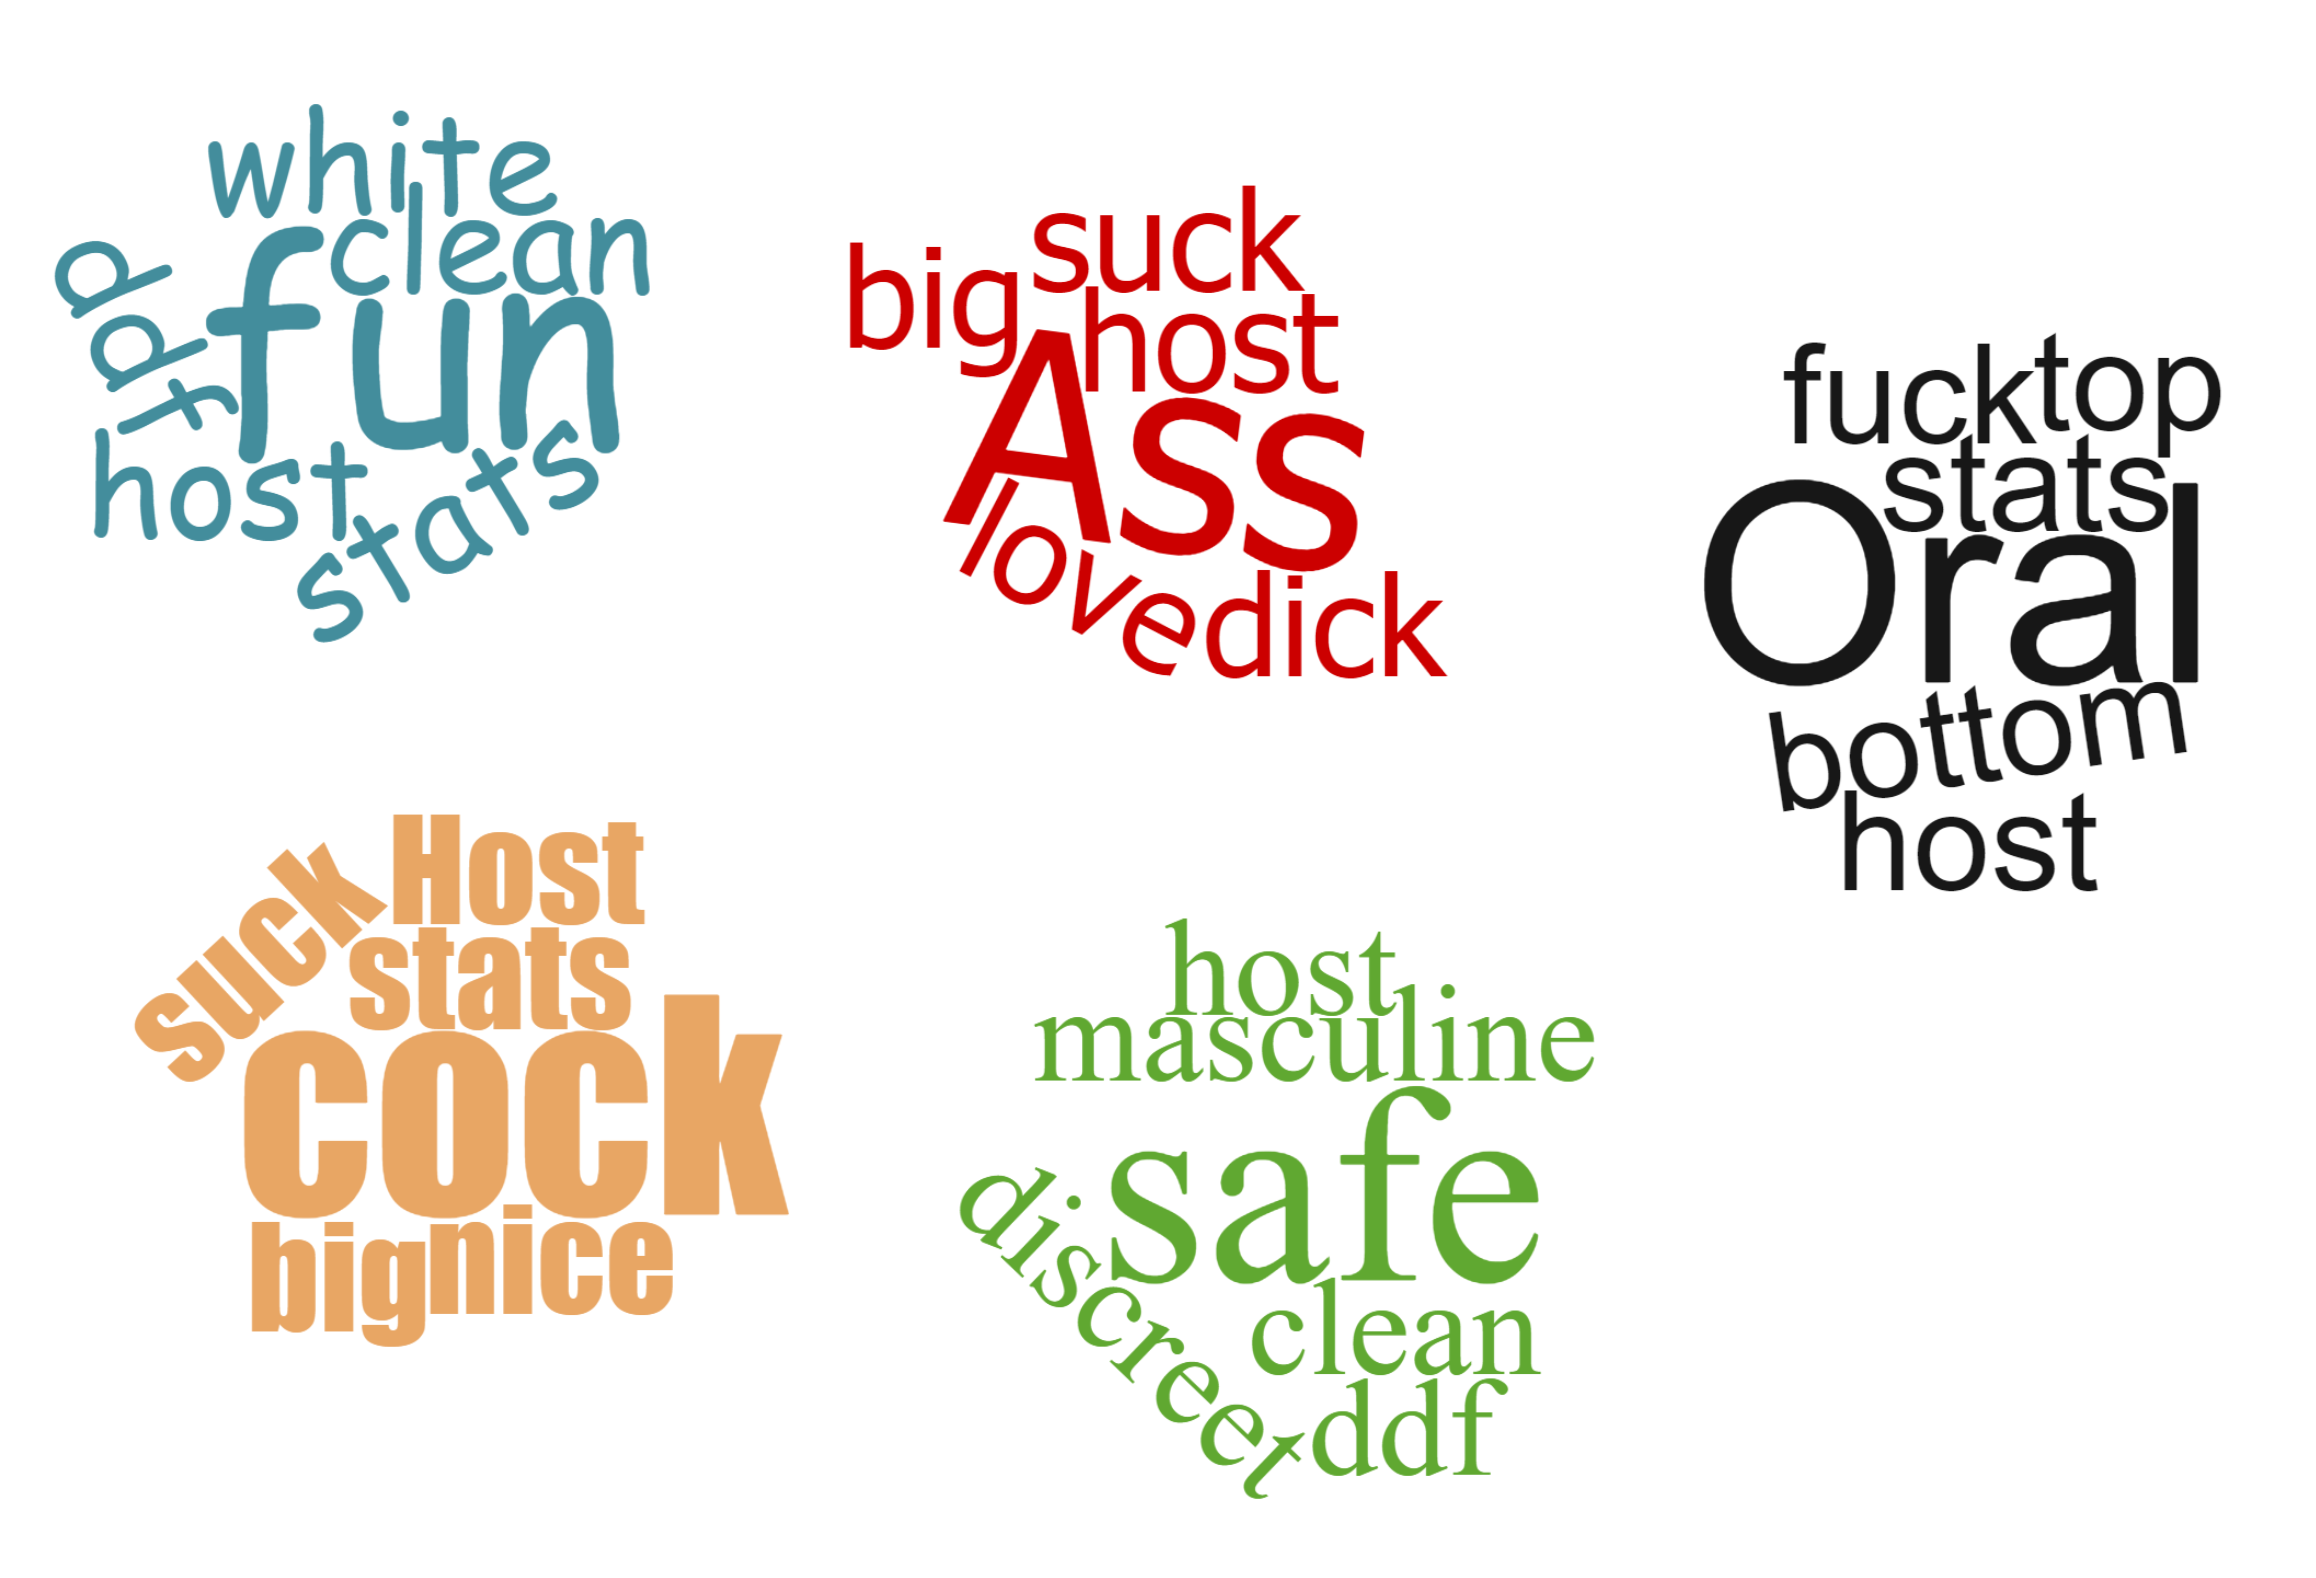 white
clean
ddf
fun
host
stats
suck
big
host
Ass
love
dick
fuck
top
stats
Oral
bottom
host
suck
Host
stats
cock
big
nice
host
masculine
safe
discreet
clean
ddf